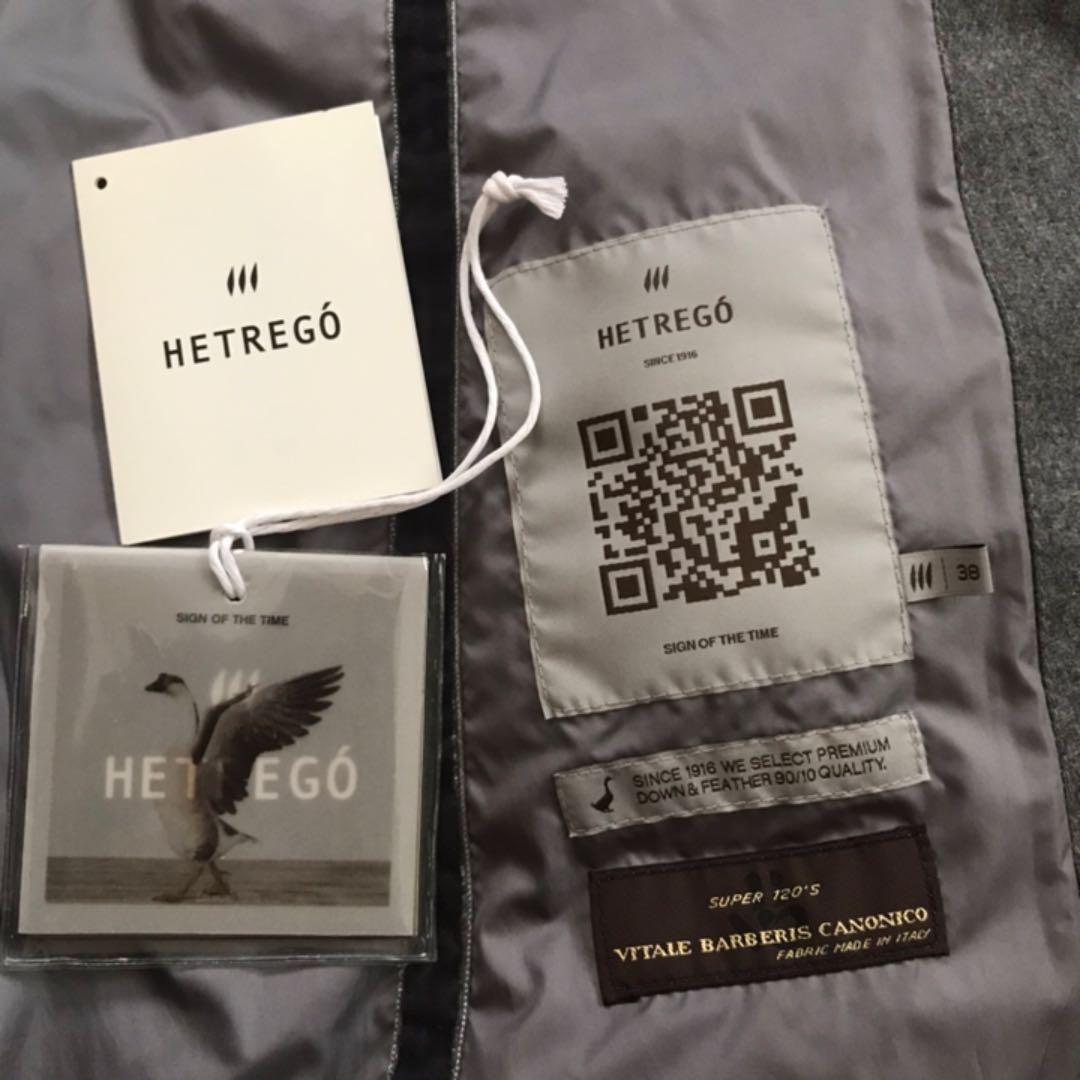 HETREGÓ
SIGN OF THE TIME
HETREGÓ
HETREGÓ
SINCE 1916
SIGN OF THE TIME
38
SINCE 1916 WE SELECT PREMIUM
DOWN & FEATHER 90/10 QUALITY.
SUPER 120'S
VITALE BARBERIS CANONICO
FABRIC MADE IN ITALY